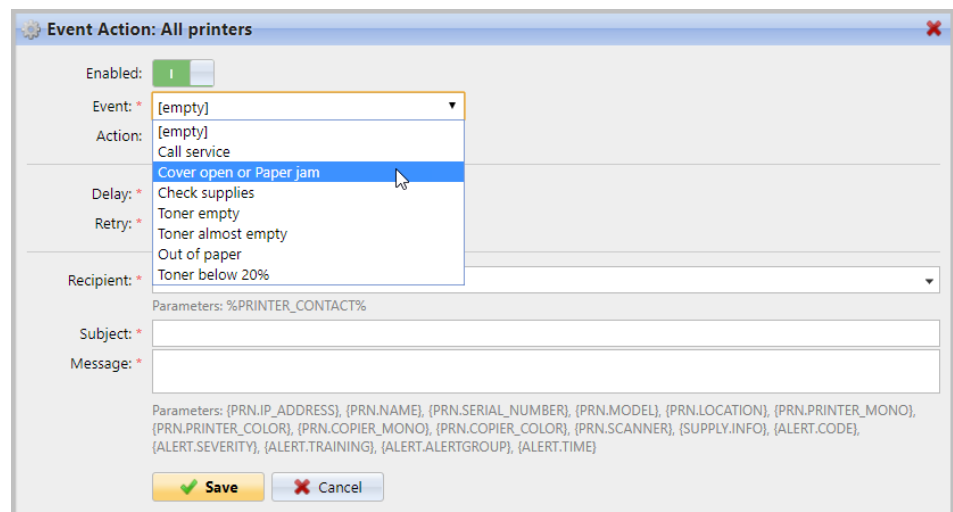 Event Action: All printers
Enabled:
I
Event: * [empty]
Action: [empty]
Call service
Cover open or Paper jam
Delay: * Check supplies
Toner empty
Retry: * Toner almost empty
Out of paper
Recipient: * Toner below 20%
Parameters: %PRINTER_CONTACT%
Subject: *
Message: *
Parameters: {PRN.IP_ADDRESS}, {PRN.NAME}, {PRN.SERIAL_NUMBER}, {PRN.MODEL}, {PRN.LOCATION}, {PRN.PRINTER_MONO},
{PRN.PRINTER_COLOR}, {PRN.COPIER_MONO}, {PRN.COPIER_COLOR}, {PRN.SCANNER}, {SUPPLY.INFO}, {ALERT.CODE},
{ALERT.SEVERITY}, {ALERT.TRAINING}, {ALERT.ALERTGROUP}, {ALERT.TIME}
Save Cancel